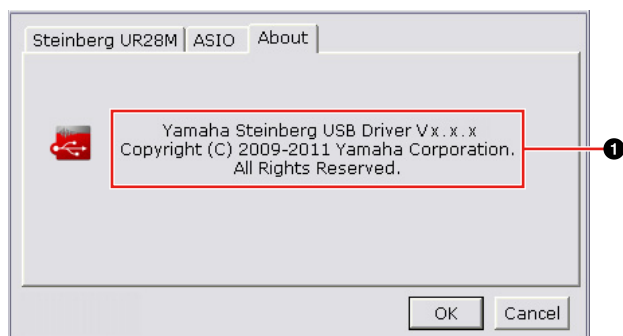 Steinberg UR28M ASIO About
Yamaha Steinberg USB Driver Vx.x.x
Copyright (C) 2009-2011 Yamaha Corporation.
All Rights Reserved.
1
OK Cancel